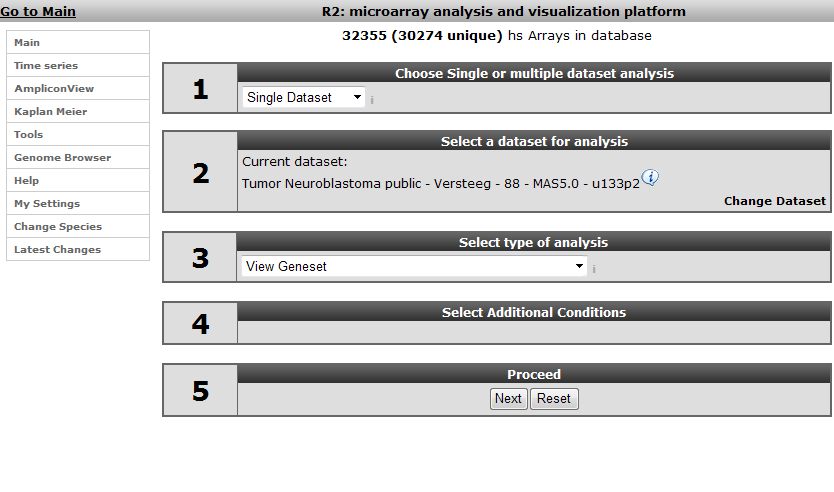 Go to Main
R2: microarray analysis and visualization platform
32355 (30274 unique) hs Arrays in database
Main
Time series
AmpliconView
Kaplan Meier
Tools
Genome Browser
Help
My Settings
Change Species
Latest Changes
1
Choose Single or multiple dataset analysis
Single Dataset
i
2
Select a dataset for analysis
Current dataset:
Tumor Neuroblastoma public - Versteeg - 88 - MAS5.0 - u133p2 i
Change Dataset
3
Select type of analysis
View Geneset
i
4
Select Additional Conditions
5
Proceed
Next Reset